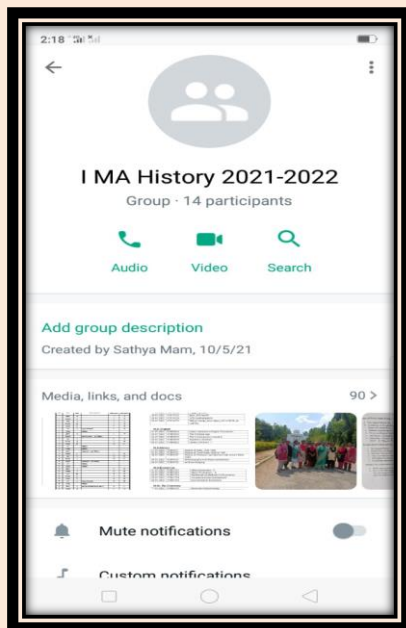 2:18
I MA History 2021-2022
Group · 14 participants
Audio Video Search
Add group description
Created by Sathya Mam, 10/5/21
Media, links, and docs 90 >
Mute notifications
Custom notifications